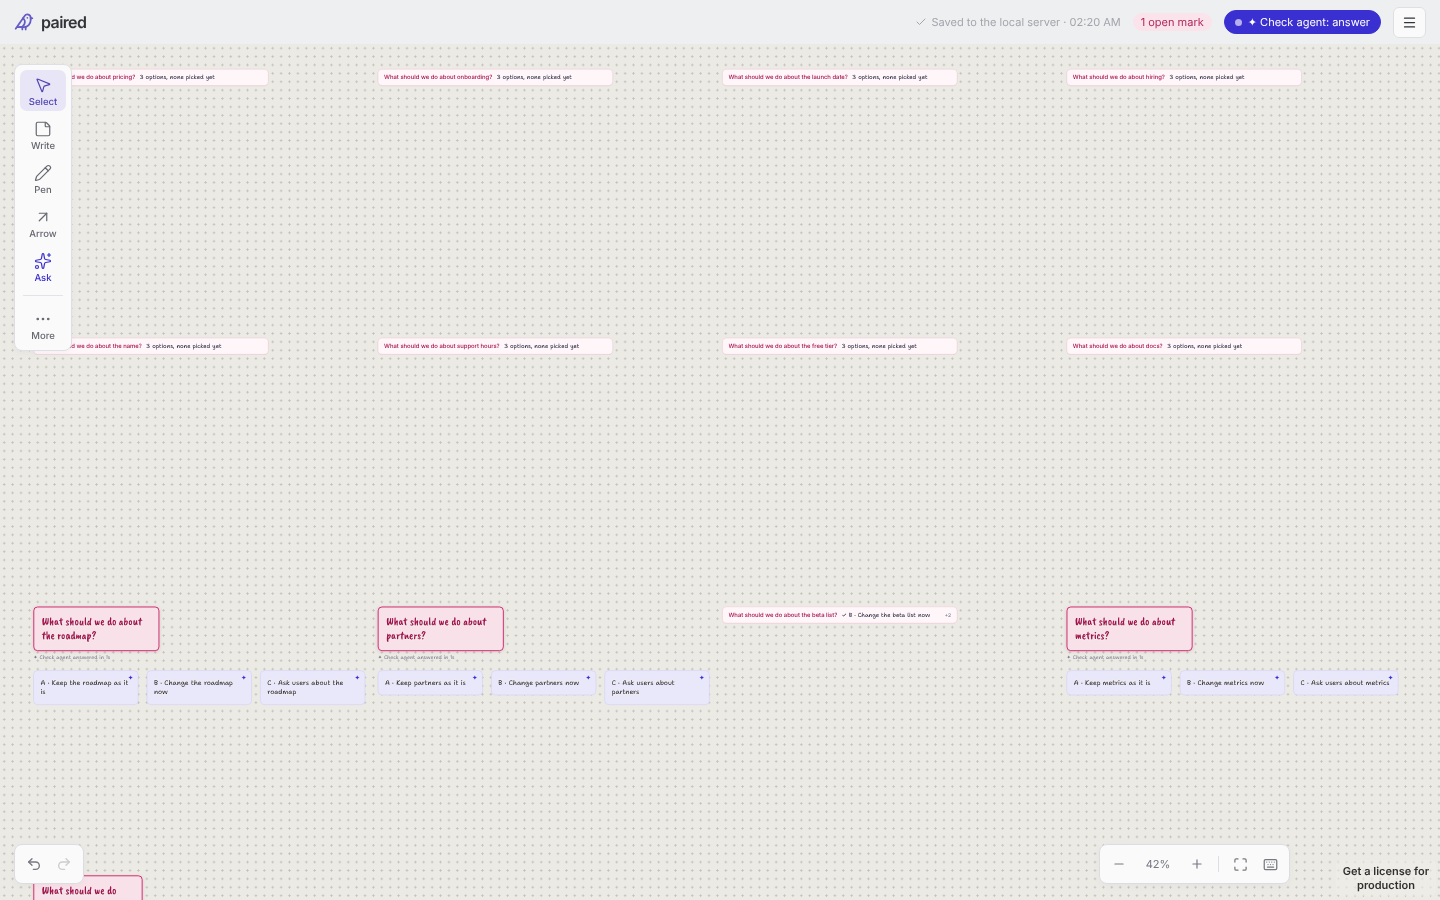 paired
Saved to the local server · 02:20 AM
1 open mark
✦ Check agent: answer
Select
Write
Pen
Arrow
Ask
More
d we do about pricing? 3 options, none picked yet
What should we do about onboarding? 3 options, none picked yet
What should we do about the launch date? 3 options, none picked yet
What should we do about hiring? 3 options, none picked yet
d we do about the name? 3 options, none picked yet
What should we do about support hours? 3 options, none picked yet
What should we do about the free tier? 3 options, none picked yet
What should we do about docs? 3 options, none picked yet
What should we do about
the roadmap?
✦ Check agent answered in 1s
A · Keep the roadmap as it
is
B · Change the roadmap
now
C · Ask users about the
roadmap
What should we do about
partners?
✦ Check agent answered in 1s
A · Keep partners as it is
B · Change partners now
C · Ask users about
partners
What should we do about the beta list? ✓ B · Change the beta list now +2
What should we do about
metrics?
✦ Check agent answered in 1s
A · Keep metrics as it is
B · Change metrics now
C · Ask users about metrics
What should we do
42%
Get a license for
production